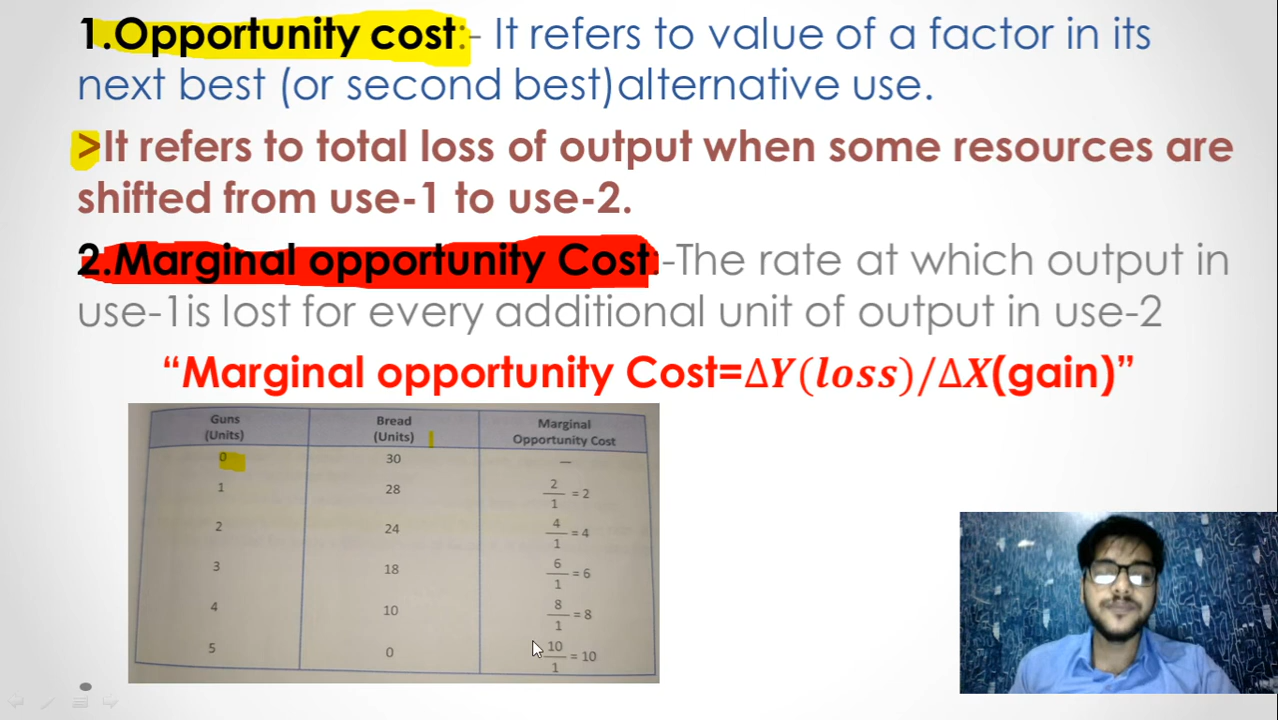 1.Opportunity cost:- It refers to value of a factor in its
next best (or second best)alternative use.
>It refers to total loss of output when some resources are
shifted from use-1 to use-2.
2.Marginal opportunity Cost:-The rate at which output in
use-1is lost for every additional unit of output in use-2
“Marginal opportunity Cost=∆Y(loss)/∆X(gain)”
Guns (Units) Bread (Units) Marginal Opportunity Cost
0 30 —
1 28 2/1 = 2
2 24 4/1 = 4
3 18 6/1 = 6
4 10 8/1 = 8
5 0 10/1 = 10